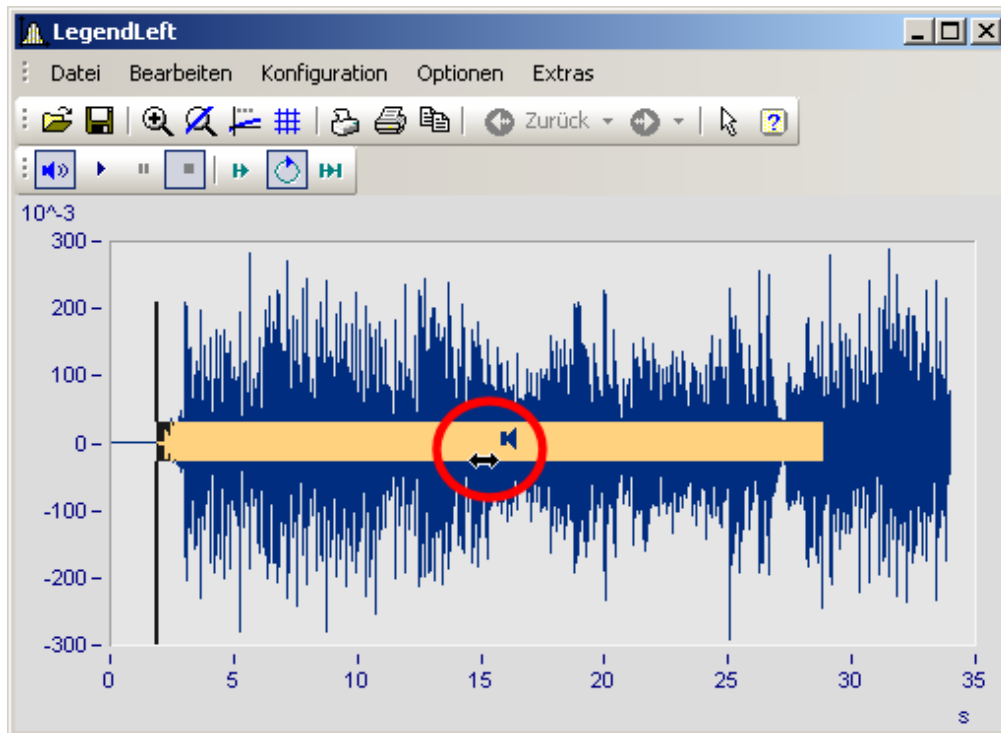 LegendLeft
Datei Bearbeiten Konfiguration Optionen Extras
Zurück
10^-3
300
200
100
0
-100
-200
-300
0 5 10 15 20 25 30 35
s